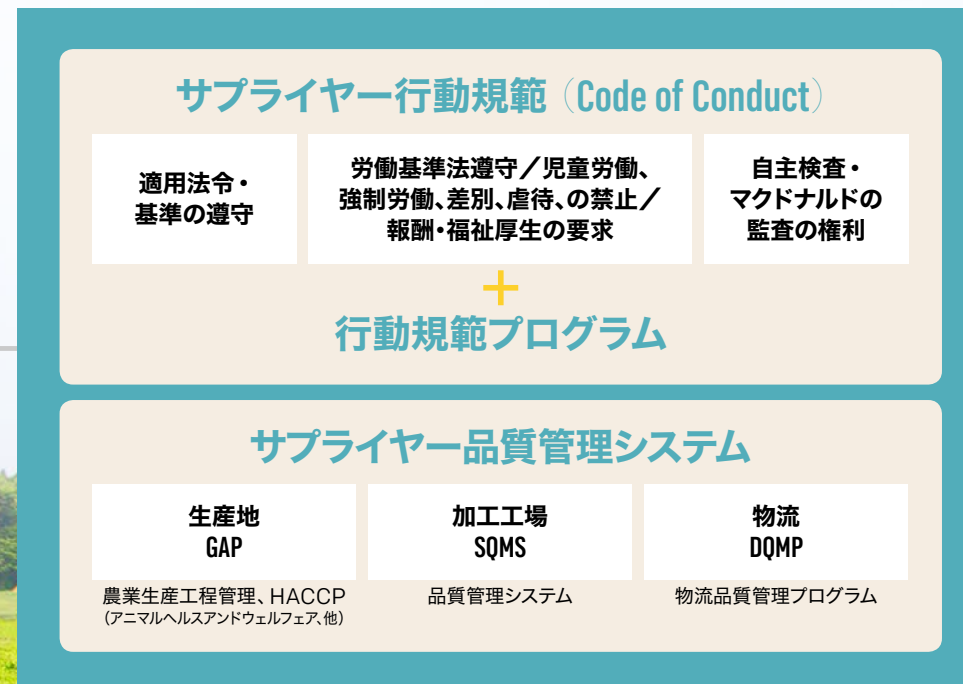 サプライヤー行動規範（Code of Conduct）
適用法令・
基準の遵守
労働基準法遵守／児童労働、
強制労働、差別、虐待、の禁止／
報酬・福祉厚生の要求
自主検査・
マクドナルドの
監査の権利
+
行動規範プログラム
サプライヤー品質管理システム
生産地
GAP
農業生産工程管理、HACCP
（アニマルヘルスアンドウェルフェア、他）
加工工場
SQMS
品質管理システム
物流
DQMP
物流品質管理プログラム